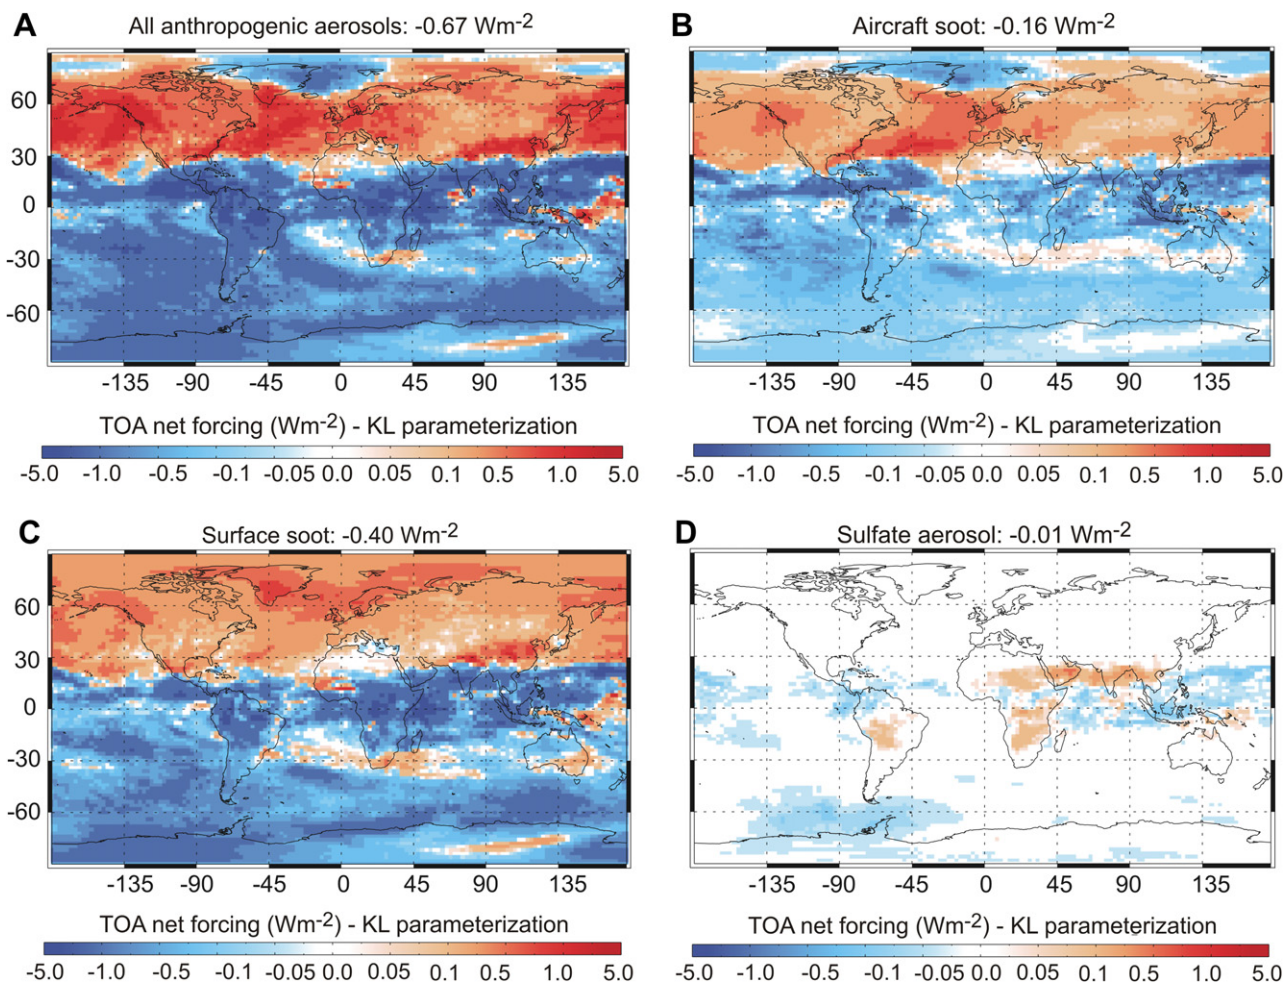 A All anthropogenic aerosols: -0.67 Wm-2
60
30
0
-30
-60
-135 -90 -45 0 45 90 135
TOA net forcing (Wm-2) - KL parameterization
-5.0 -1.0 -0.5 -0.1 -0.05 0.0 0.05 0.1 0.5 1.0 5.0
B Aircraft soot: -0.16 Wm-2
-135 -90 -45 0 45 90 135
TOA net forcing (Wm-2) - KL parameterization
-5.0 -1.0 -0.5 -0.1 -0.05 0.0 0.05 0.1 0.5 1.0 5.0
C Surface soot: -0.40 Wm-2
60
30
0
-30
-60
-135 -90 -45 0 45 90 135
TOA net forcing (Wm-2) - KL parameterization
-5.0 -1.0 -0.5 -0.1 -0.05 0.0 0.05 0.1 0.5 1.0 5.0
D Sulfate aerosol: -0.01 Wm-2
-135 -90 -45 0 45 90 135
TOA net forcing (Wm-2) - KL parameterization
-5.0 -1.0 -0.5 -0.1 -0.05 0.0 0.05 0.1 0.5 1.0 5.0